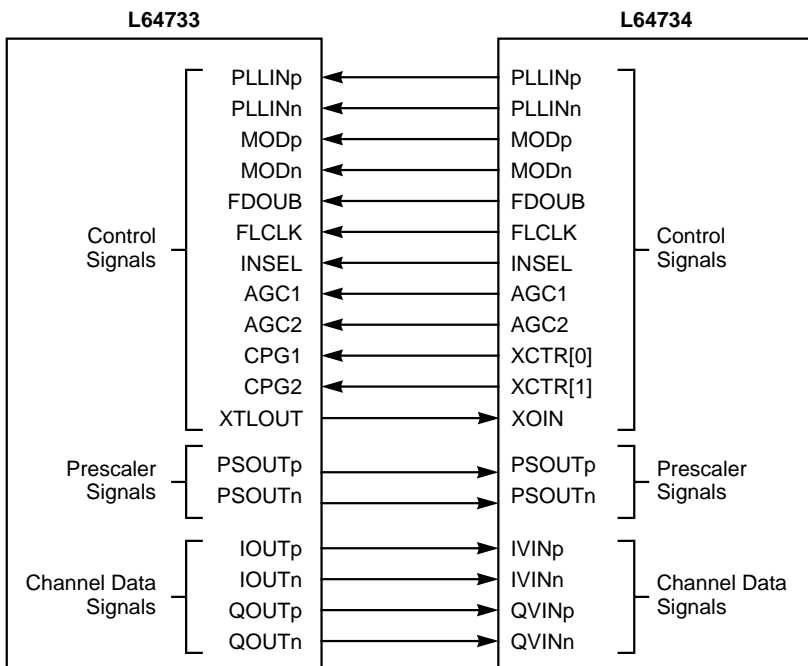 L64733 L64734
PLLINp PLLINp
PLLINn PLLINn
MODp MODp
MODn MODn
FDOUB FDOUB
Control FLCLK FLCLK Control
Signals INSEL INSEL Signals
AGC1 AGC1
AGC2 AGC2
CPG1 XCTR[0]
CPG2 XCTR[1]
XTLOUT XOIN
Prescaler PSOUTp PSOUTp Prescaler
Signals PSOUTn PSOUTn Signals
IOUTp IVINp
Channel Data IOUTn IVINn Channel Data
Signals QOUTp QVINp Signals
QOUTn QVINn